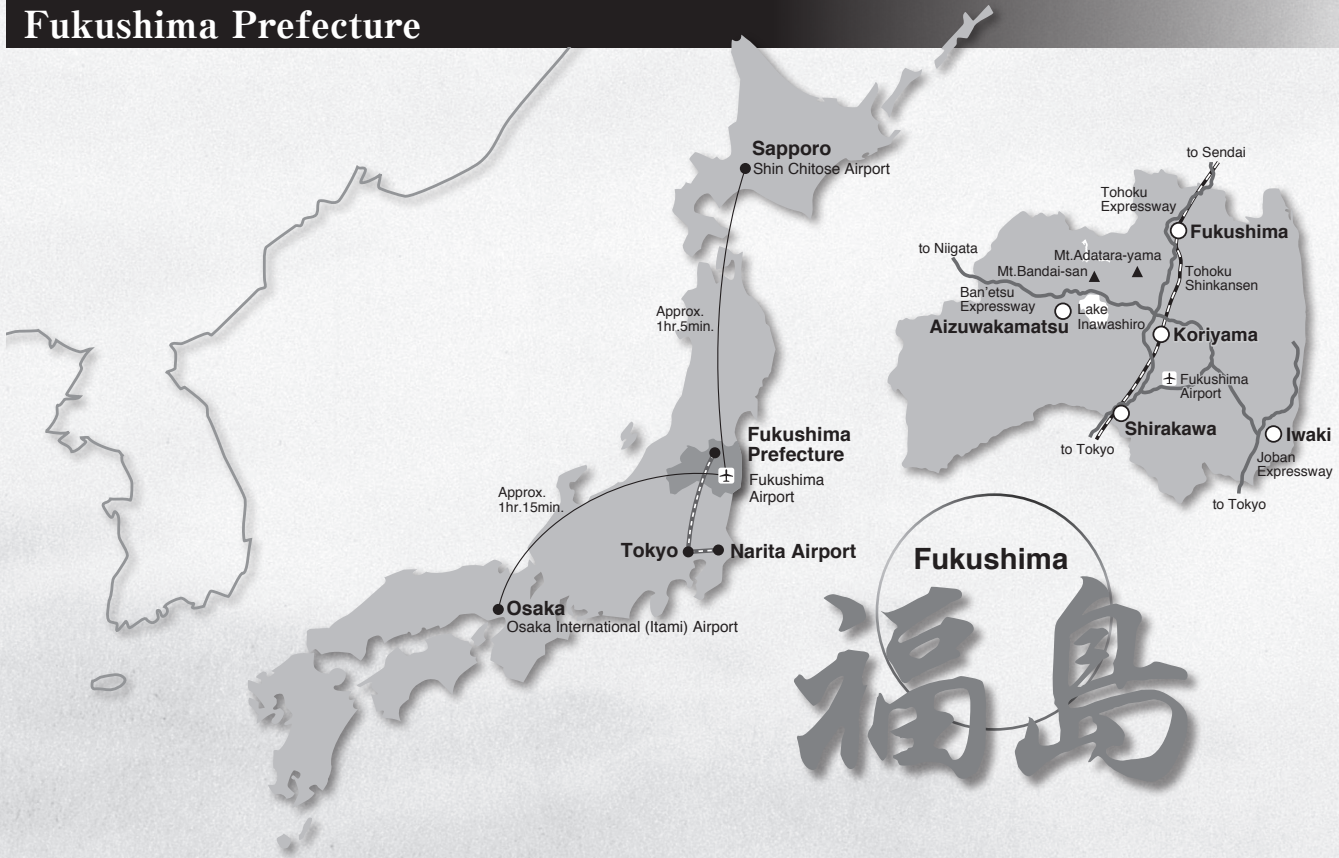 Fukushima Prefecture
Sapporo
Shin Chitose Airport
Approx.
1hr.5min.
Fukushima
Prefecture
Fukushima
Airport
Approx.
1hr.15min.
Tokyo
Narita Airport
Osaka
Osaka International (Itami) Airport
to Sendai
Tohoku
Expressway
Fukushima
to Niigata
Mt.Adatara-yama
Mt.Bandai-san
Tohoku
Shinkansen
Ban'etsu
Expressway
Lake
Inawashiro
Aizuwakamatsu
Koriyama
Fukushima
Airport
Shirakawa
to Tokyo
Iwaki
Joban
Expressway
to Tokyo
Fukushima
福島